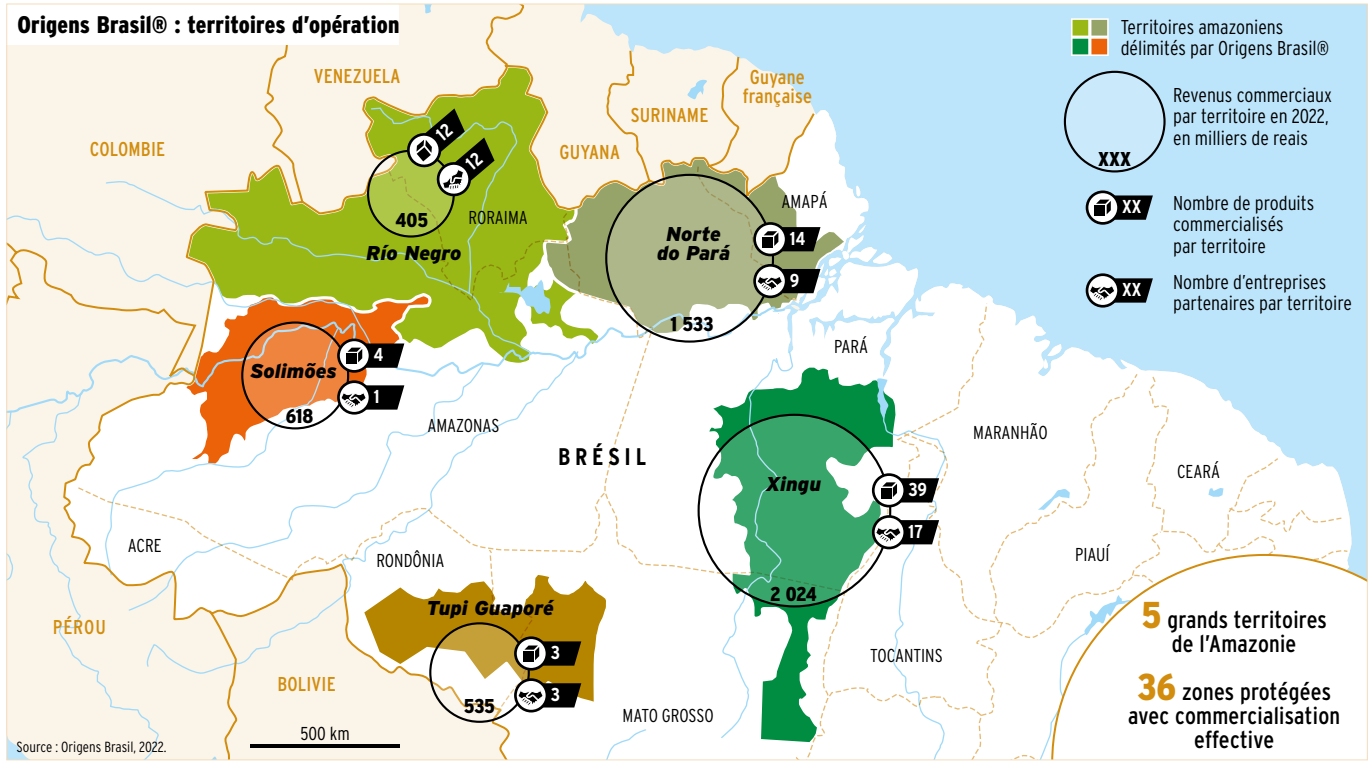 Origens Brasil® : territoires d’opération
Territoires amazoniens
délimités par Origens Brasil®
Revenus commerciaux
par territoire en 2022,
en milliers de reais
XXX
XX
Nombre de produits
commercialisés
par territoire
XX
Nombre d’entreprises
partenaires par territoire
VENEZUELA
COLOMBIE
GUYANA
SURINAME
Guyane
française
12
12
405
RORAIMA
Río Negro
AMAPÁ
Norte
do Pará
14
9
1 533
Solimões
4
1
618
AMAZONAS
PARÁ
BRÉSIL
MARANHÃO
CEARÁ
Xingu
39
17
2 024
ACRE
RONDÔNIA
PIAUÍ
Tupi Guaporé
3
3
535
PÉROU
BOLIVIE
MATO GROSSO
TOCANTINS
5 grands territoires
de l’Amazonie
36 zones protégées
avec commercialisation
effective
500 km
Source : Origens Brasil, 2022.